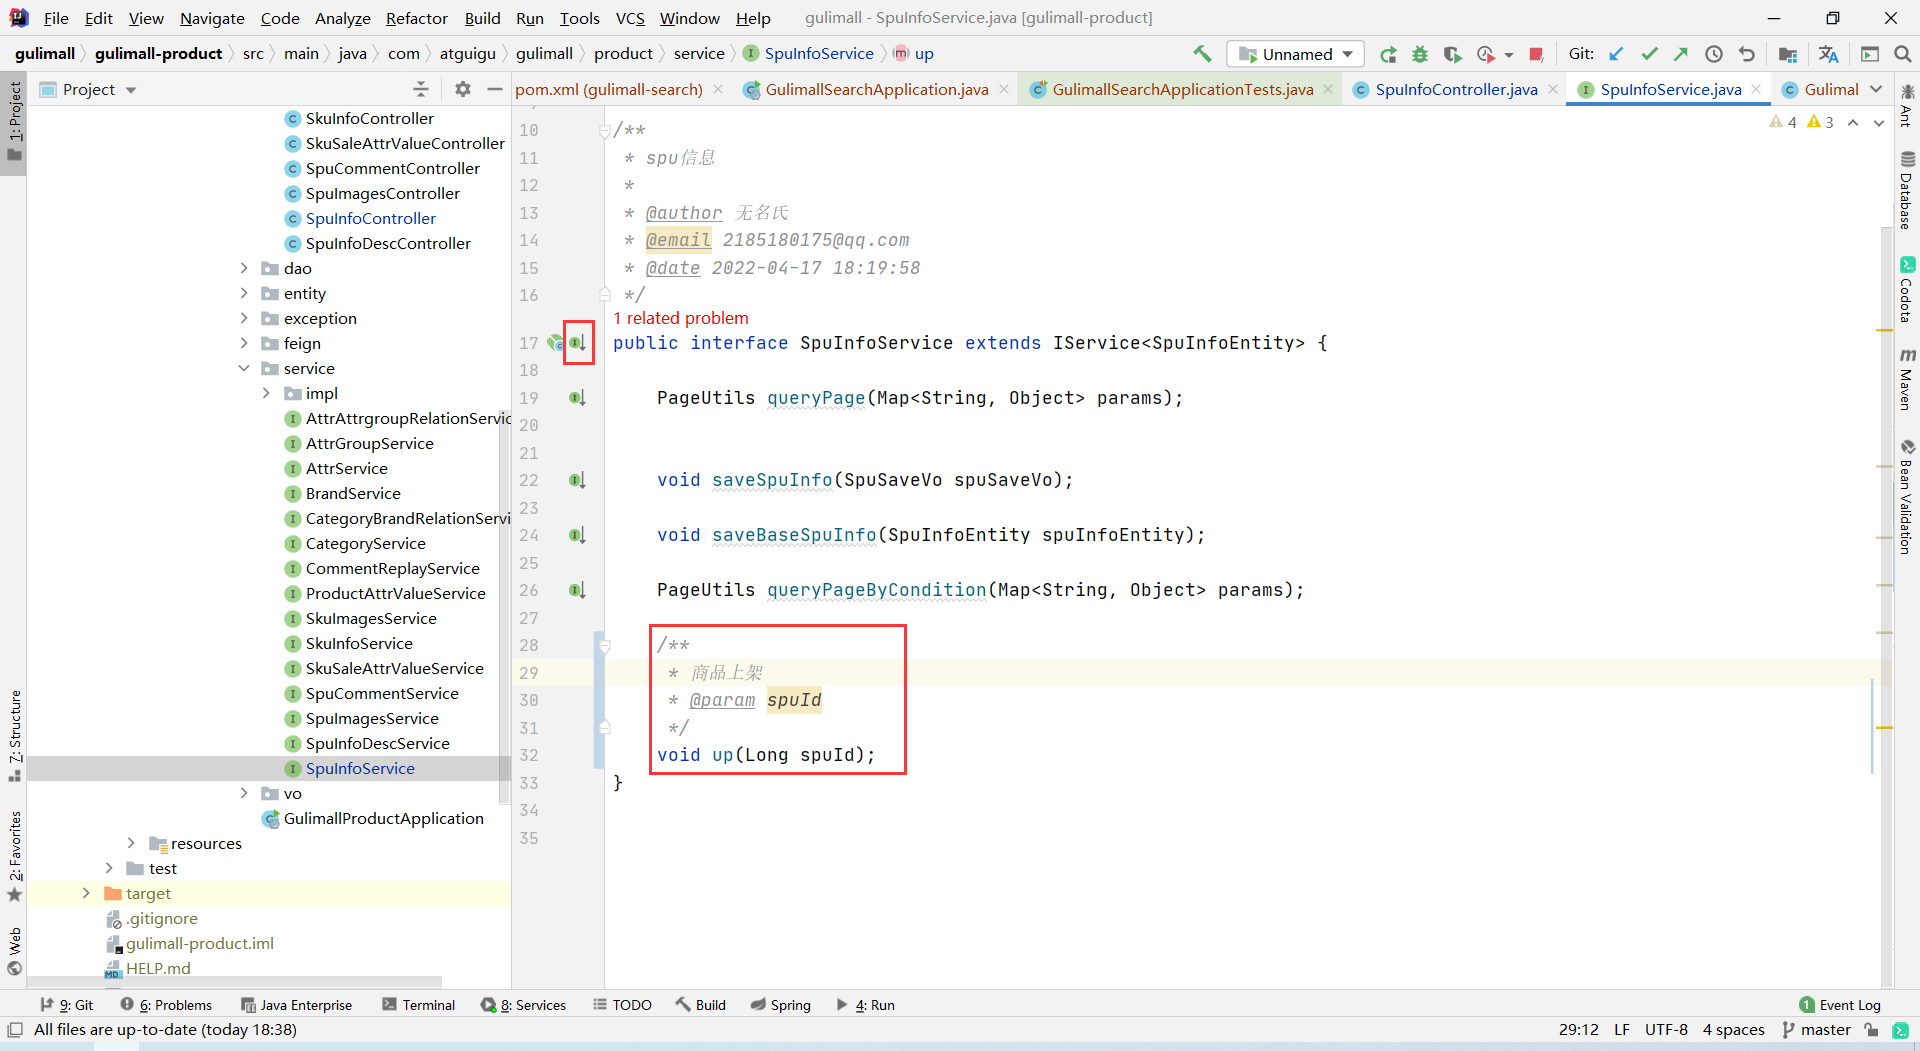 File Edit View Navigate Code Analyze Refactor Build Run Tools VCS Window Help gulimall - SpuInfoService.java [gulimall-product]
gulimall gulimall-product src main java com atguigu gulimall product service SpuInfoService up Unnamed Git:
Project pom.xml (gulimall-search) GulimallSearchApplication.java GulimallSearchApplicationTests.java SpuInfoController.java SpuInfoService.java Gulimal
1: Project
7: Structure
2: Favorites
Web
SkuInfoController
SkuSaleAttrValueController
SpuCommentController
SpuImagesController
SpuInfoController
SpuInfoDescController
dao
entity
exception
feign
service
impl
AttrAttrgroupRelationServic
AttrGroupService
AttrService
BrandService
CategoryBrandRelationServi
CategoryService
CommentReplayService
ProductAttrValueService
SkuImagesService
SkuInfoService
SkuSaleAttrValueService
SpuCommentService
SpuImagesService
SpuInfoDescService
SpuInfoService
vo
GulimallProductApplication
resources
test
target
.gitignore
gulimall-product.iml
HELP.md
4 3
10 /**
11 * spu信息
12 *
13 * @author 无名氏
14 * @email 2185180175@qq.com
15 * @date 2022-04-17 18:19:58
16 */
1 related problem
17 public interface SpuInfoService extends IService<SpuInfoEntity> {
18
19 PageUtils queryPage(Map<String, Object> params);
20
21
22 void saveSpuInfo(SpuSaveVo spuSaveVo);
23
24 void saveBaseSpuInfo(SpuInfoEntity spuInfoEntity);
25
26 PageUtils queryPageByCondition(Map<String, Object> params);
27
28 /**
29 * 商品上架
30 * @param spuId
31 */
32 void up(Long spuId);
33 }
34
35
Ant
Database
Codota
Maven
Bean Validation
9: Git 6: Problems Java Enterprise Terminal 8: Services TODO Build Spring 4: Run 1 Event Log
All files are up-to-date (today 18:38) 29:12 LF UTF-8 4 spaces master